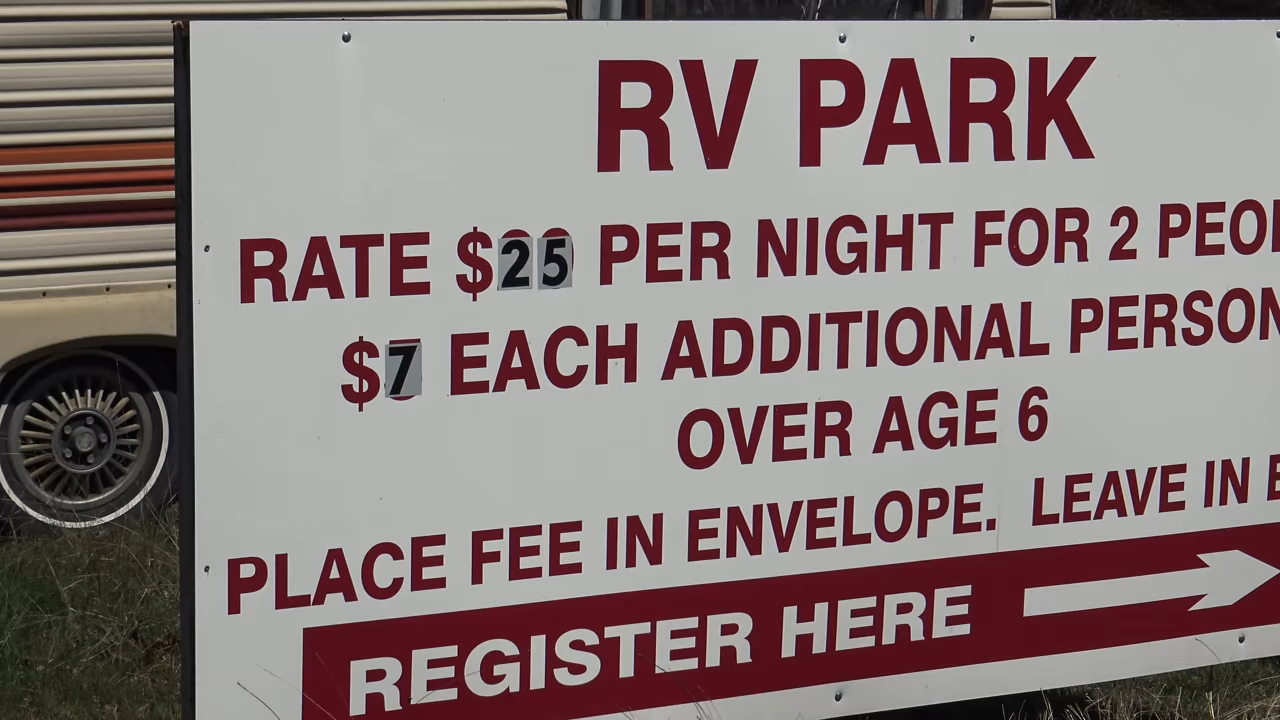 RV PARK
RATE $25 PER NIGHT FOR 2
$7 EACH ADDITIONAL PERSON
OVER AGE 6
PLACE FEE IN ENVELOPE. LEAVE IN
REGISTER HERE